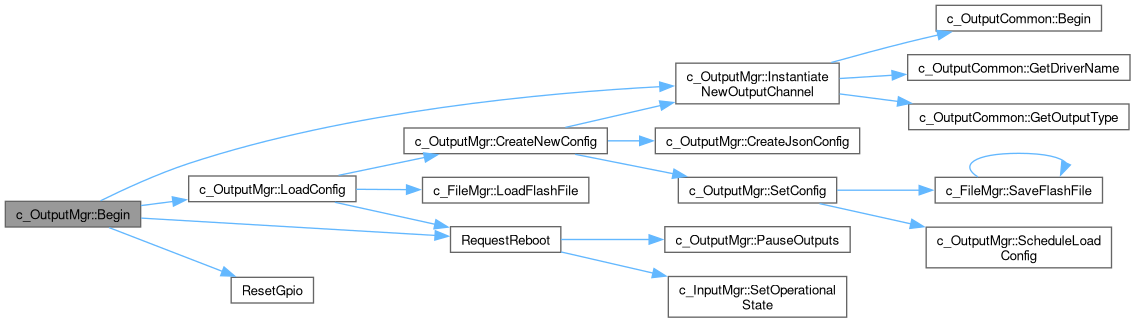 c_OutputMgr::Begin
c_OutputMgr::Instantiate
NewOutputChannel
c_OutputCommon::Begin
c_OutputCommon::GetDriverName
c_OutputCommon::GetOutputType
c_OutputMgr::LoadConfig
c_OutputMgr::CreateNewConfig
c_OutputMgr::CreateJsonConfig
c_OutputMgr::SetConfig
c_FileMgr::SaveFlashFile
c_OutputMgr::ScheduleLoad
Config
c_FileMgr::LoadFlashFile
RequestReboot
c_OutputMgr::PauseOutputs
c_InputMgr::SetOperational
State
ResetGpio